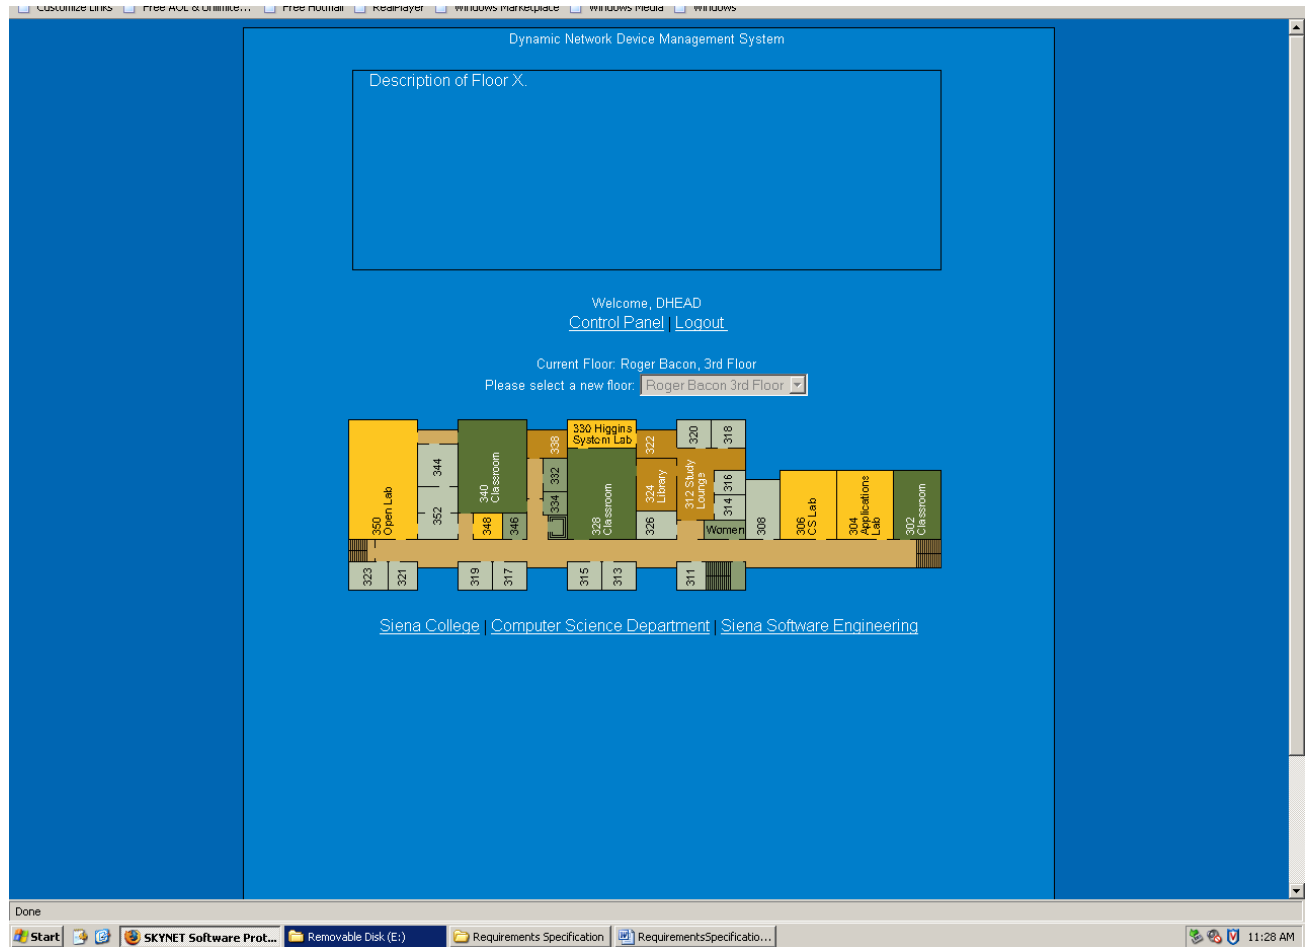 Customize Links Free AOL & Unlimite... Free Hotmail RealPlayer Windows Marketplace Windows Media Windows
Dynamic Network Device Management System
Description of Floor X.
Welcome, DHEAD
Control Panel | Logout
Current Floor: Roger Bacon, 3rd Floor
Please select a new floor: Roger Bacon 3rd Floor
350 Open Lab
344
352
340 Classroom
348
346
338
332
334
330 Higgins System Lab
328 Classroom
322
324 Library
326
320
318
312 Study Lounge
316
314
Women
308
306 CS Lab
304 Applications Lab
302 Classroom
323
321
319
317
315
313
311
Siena College | Computer Science Department | Siena Software Engineering
Done
Start SKYNET Software Prot... Removable Disk (E:) Requirements Specification RequirementsSpecificatio... 11:28 AM